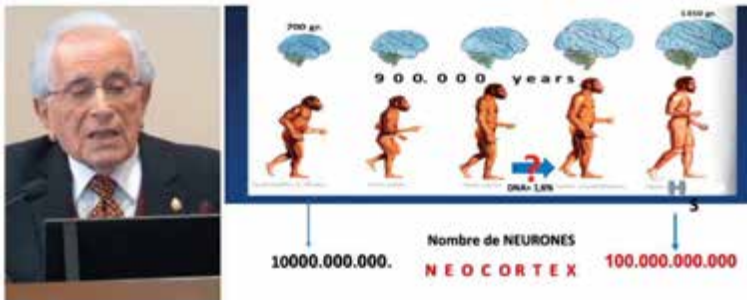 700 gr.
1350 gr.
900.000 years
?
DNA= 1,6%
H
S
Nombre de NEURONES
10000.000.000.
NEOCORTEX
100.000.000.000